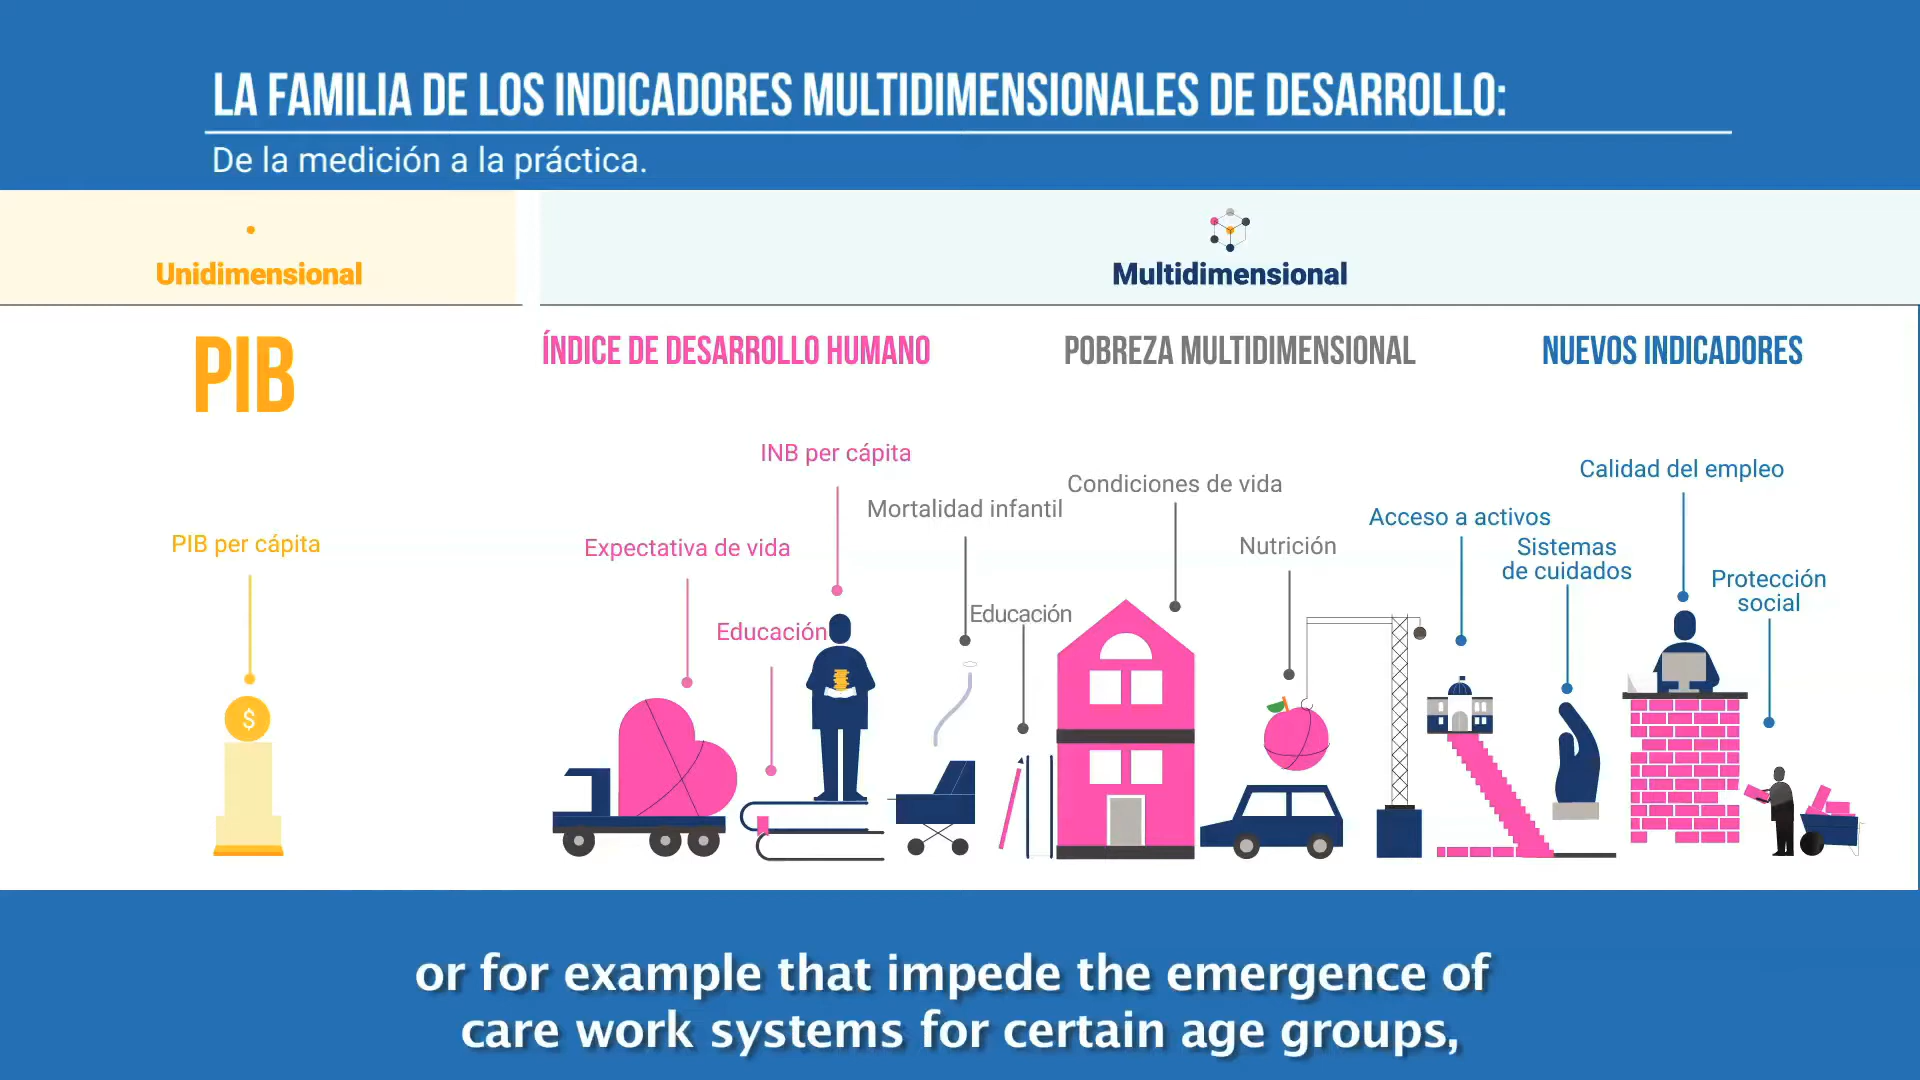 LA FAMILIA DE LOS INDICADORES MULTIDIMENSIONALES DE DESARROLLO:
De la medición a la práctica.
Unidimensional
Multidimensional
PIB
ÍNDICE DE DESARROLLO HUMANO
POBREZA MULTIDIMENSIONAL
NUEVOS INDICADORES
PIB per cápita
Expectativa de vida
Educación
INB per cápita
Mortalidad infantil
Educación
Condiciones de vida
Nutrición
Acceso a activos
Sistemas
de cuidados
Calidad del empleo
Protección
social
$
or for example that impede the emergence of
care work systems for certain age groups,